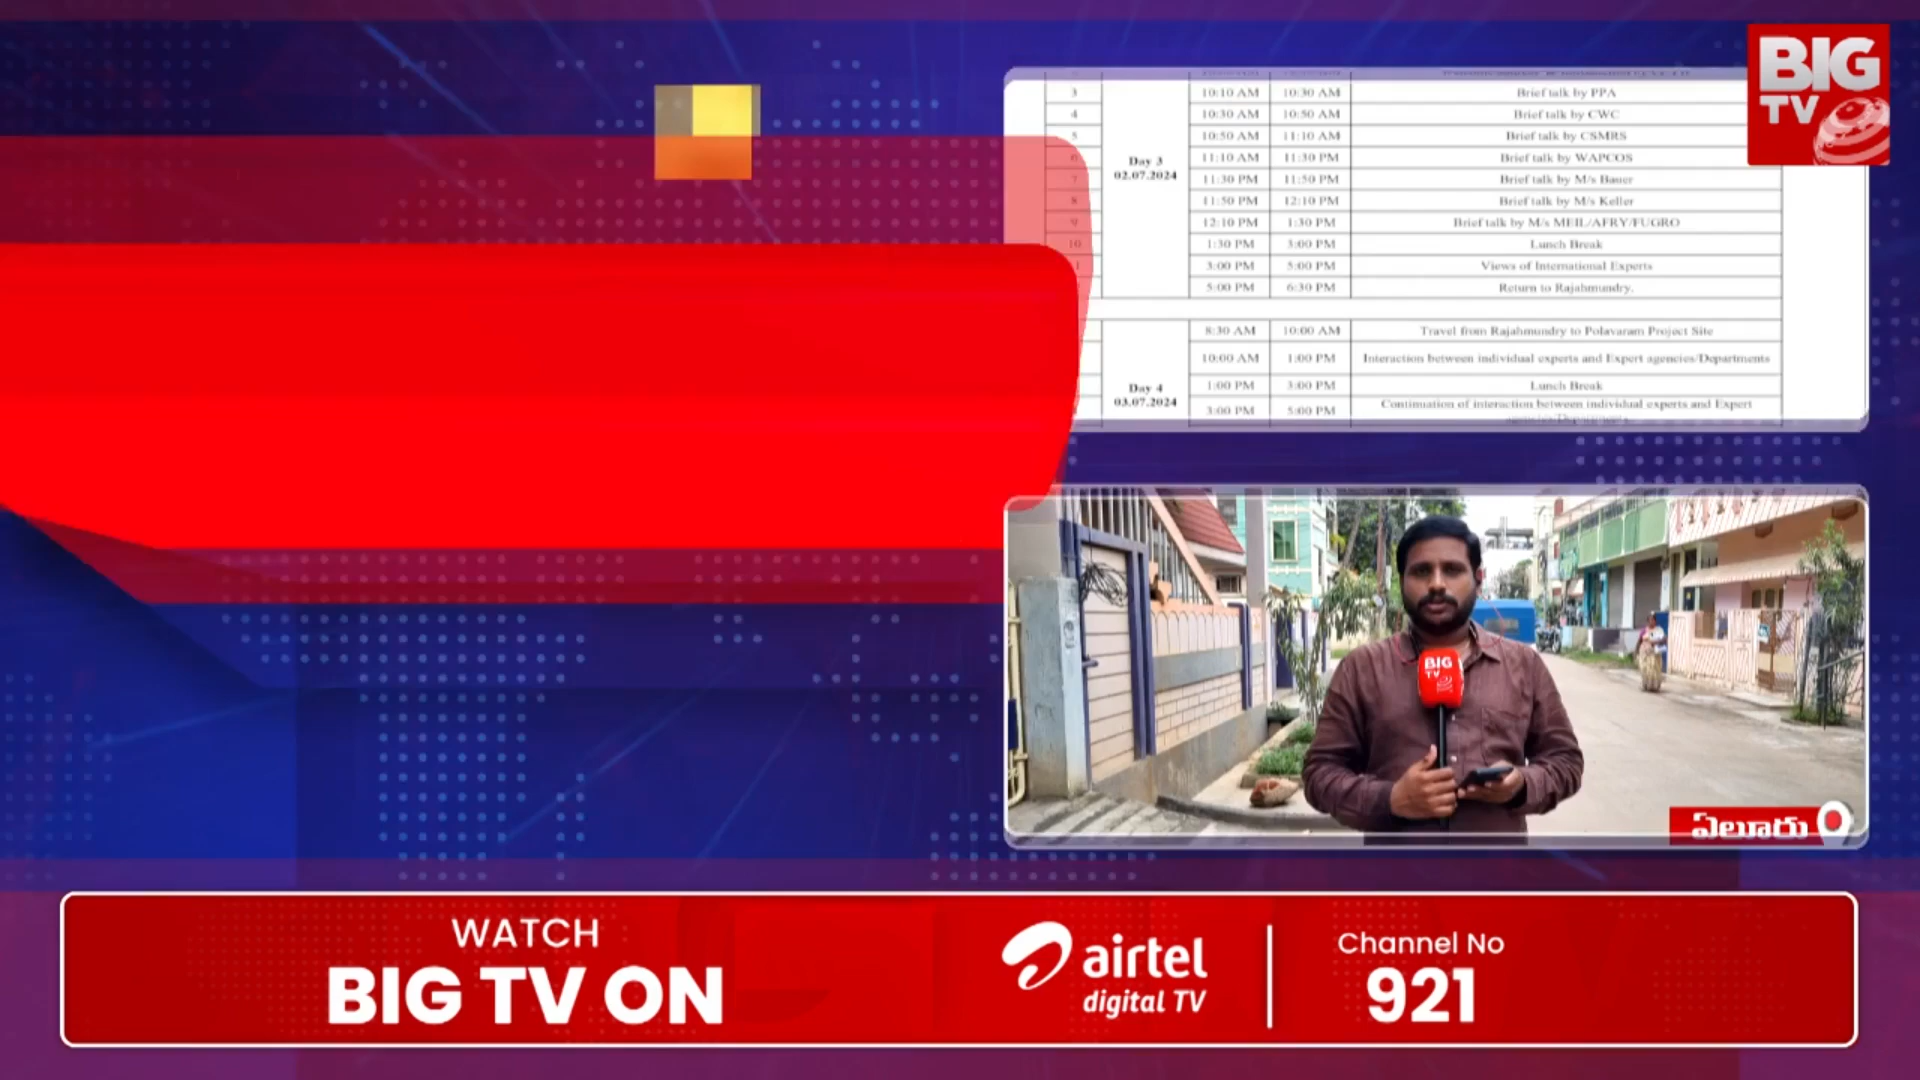 BIG
TV
3 10:10 AM 10:30 AM Brief talk by PPA
4 10:30 AM 10:50 AM Brief talk by CWC
5 10:50 AM 11:10 AM Brief talk by CSMRS
6 11:10 AM 11:30 PM Brief talk by WAPCOS
Day 3
02.07.2024
7 11:30 PM 11:50 PM Brief talk by M/s Bauer
8 11:50 PM 12:10 PM Brief talk by M/s Keller
9 12:10 PM 1:30 PM Brief talk by M/s MEIL/AFRY/FUGRO
10 1:30 PM 3:00 PM Lunch Break
3:00 PM 5:00 PM Views of International Experts
5:00 PM 6:30 PM Return to Rajahmundry.
8:30 AM 10:00 AM Travel from Rajahmundry to Polavaram Project Site
10:00 AM 1:00 PM Interaction between individual experts and Expert agencies/Departments
Day 4
03.07.2024
1:00 PM 3:00 PM Lunch Break
3:00 PM 5:00 PM Continuation of interaction between individual experts and Expert
agencies/Departments
BIG
TV
ఏలూరు
WATCH
BIG TV ON
airtel
digital TV
Channel No
921